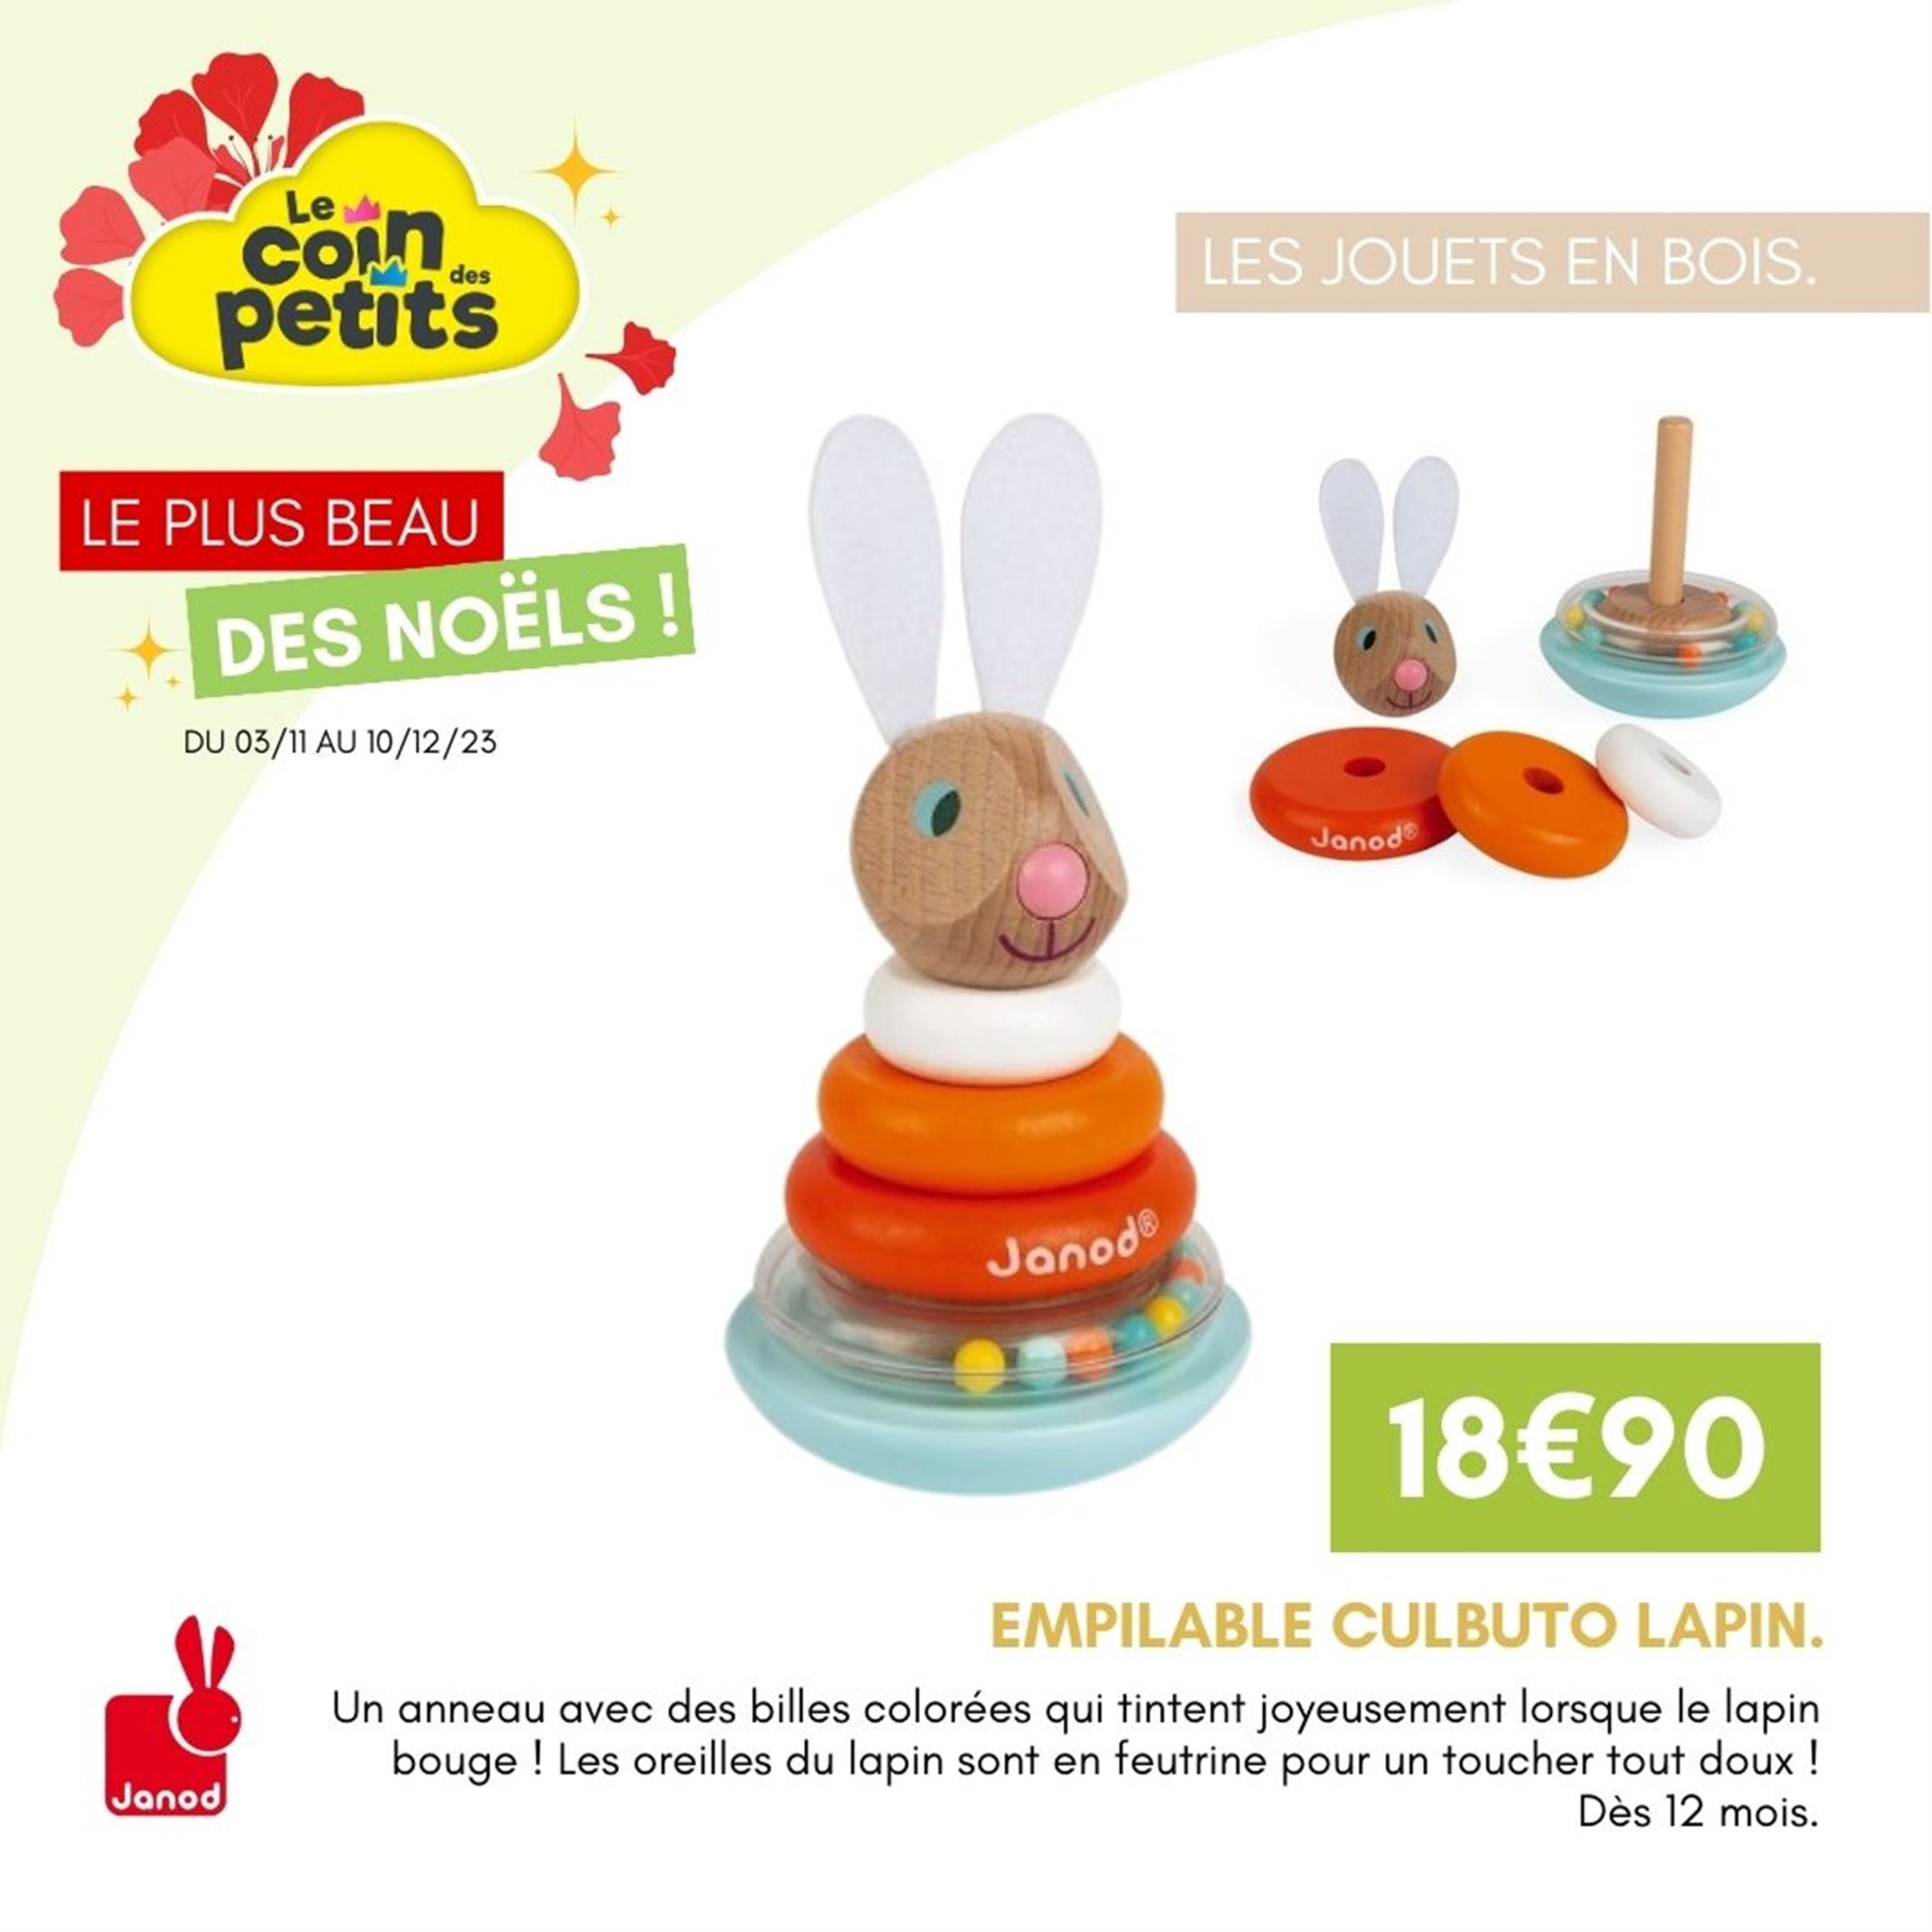 Le coin des petits
LE PLUS BEAU
DES NOËLS !
DU 03/11 AU 10/12/23
LES JOUETS EN BOIS.
Janod®
Janod®
18€90
EMPILABLE CULBUTO LAPIN.
Un anneau avec des billes colorées qui tintent joyeusement lorsque le lapin
bouge ! Les oreilles du lapin sont en feutrine pour un toucher tout doux !
Dès 12 mois.
Janod